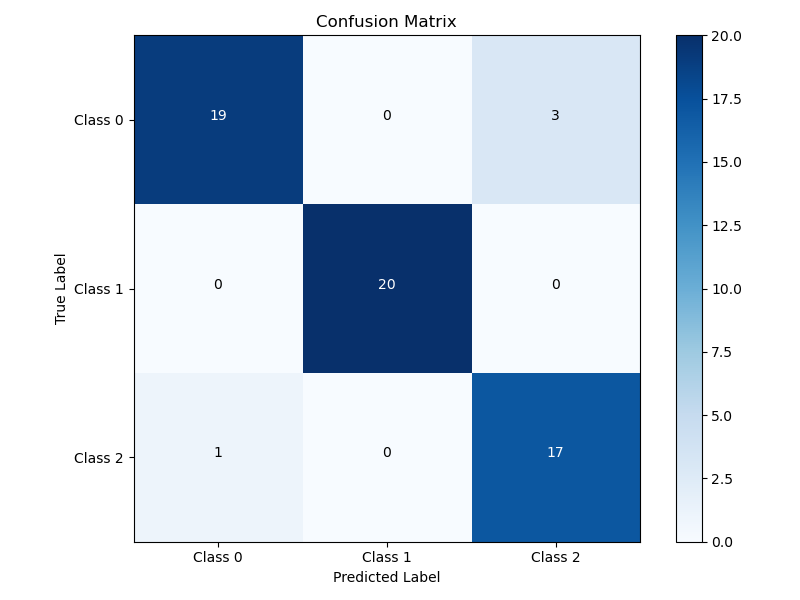 Confusion Matrix
True Label
Class 0
19 0 3
Class 1
0 20 0
Class 2
1 0 17
Class 0 Class 1 Class 2
Predicted Label
20.0
17.5
15.0
12.5
10.0
7.5
5.0
2.5
0.0